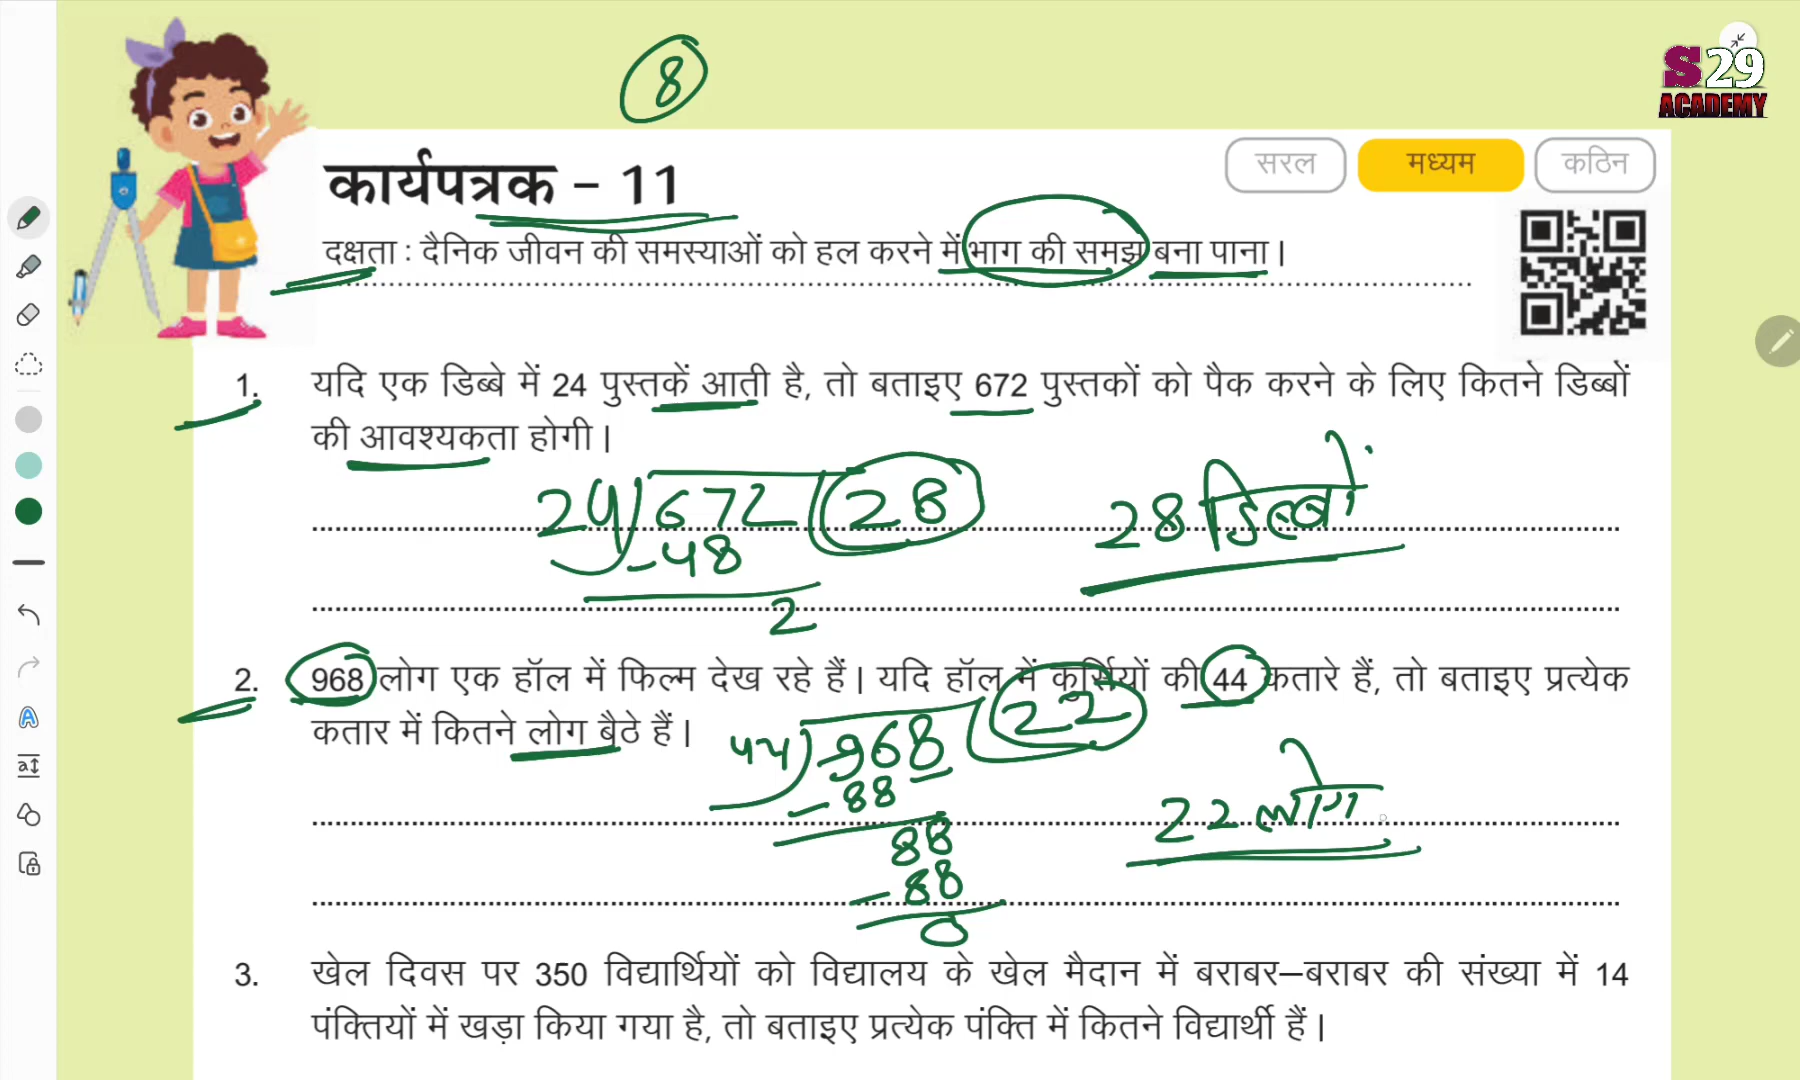 8
S29
ACADEMY
कार्यपत्रक – 11
सरल
मध्यम
कठिन
दक्षता : दैनिक जीवन की समस्याओं को हल करने में भाग की समझ बना पाना।
1. यदि एक डिब्बे में 24 पुस्तकें आती है, तो बताइए 672 पुस्तकों को पैक करने के लिए कितने डिब्बों
की आवश्यकता होगी।
24)672(28
-48
2
28 डिब्बों
2. 968 लोग एक हॉल में फिल्म देख रहे हैं। यदि हॉल में कुर्सियों की 44 कतारे हैं, तो बताइए प्रत्येक
कतार में कितने लोग बैठे हैं।
44)968(22
-88
88
-88
0
22 लोग
3. खेल दिवस पर 350 विद्यार्थियों को विद्यालय के खेल मैदान में बराबर–बराबर की संख्या में 14
पंक्तियों में खड़ा किया गया है, तो बताइए प्रत्येक पंक्ति में कितने विद्यार्थी हैं।